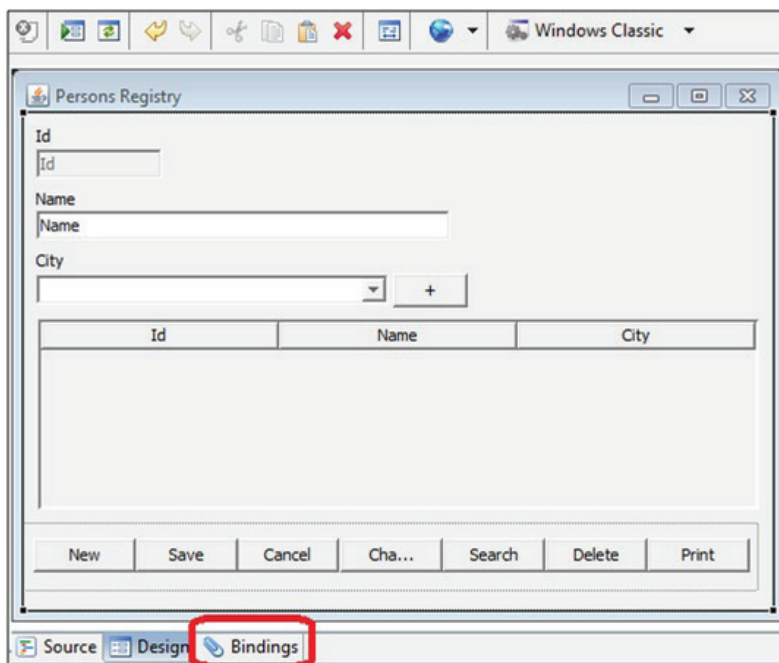 Windows Classic
Persons Registry
Id
Id
Name
Name
City
+
Id Name City
New Save Cancel Cha... Search Delete Print
Source Design Bindings